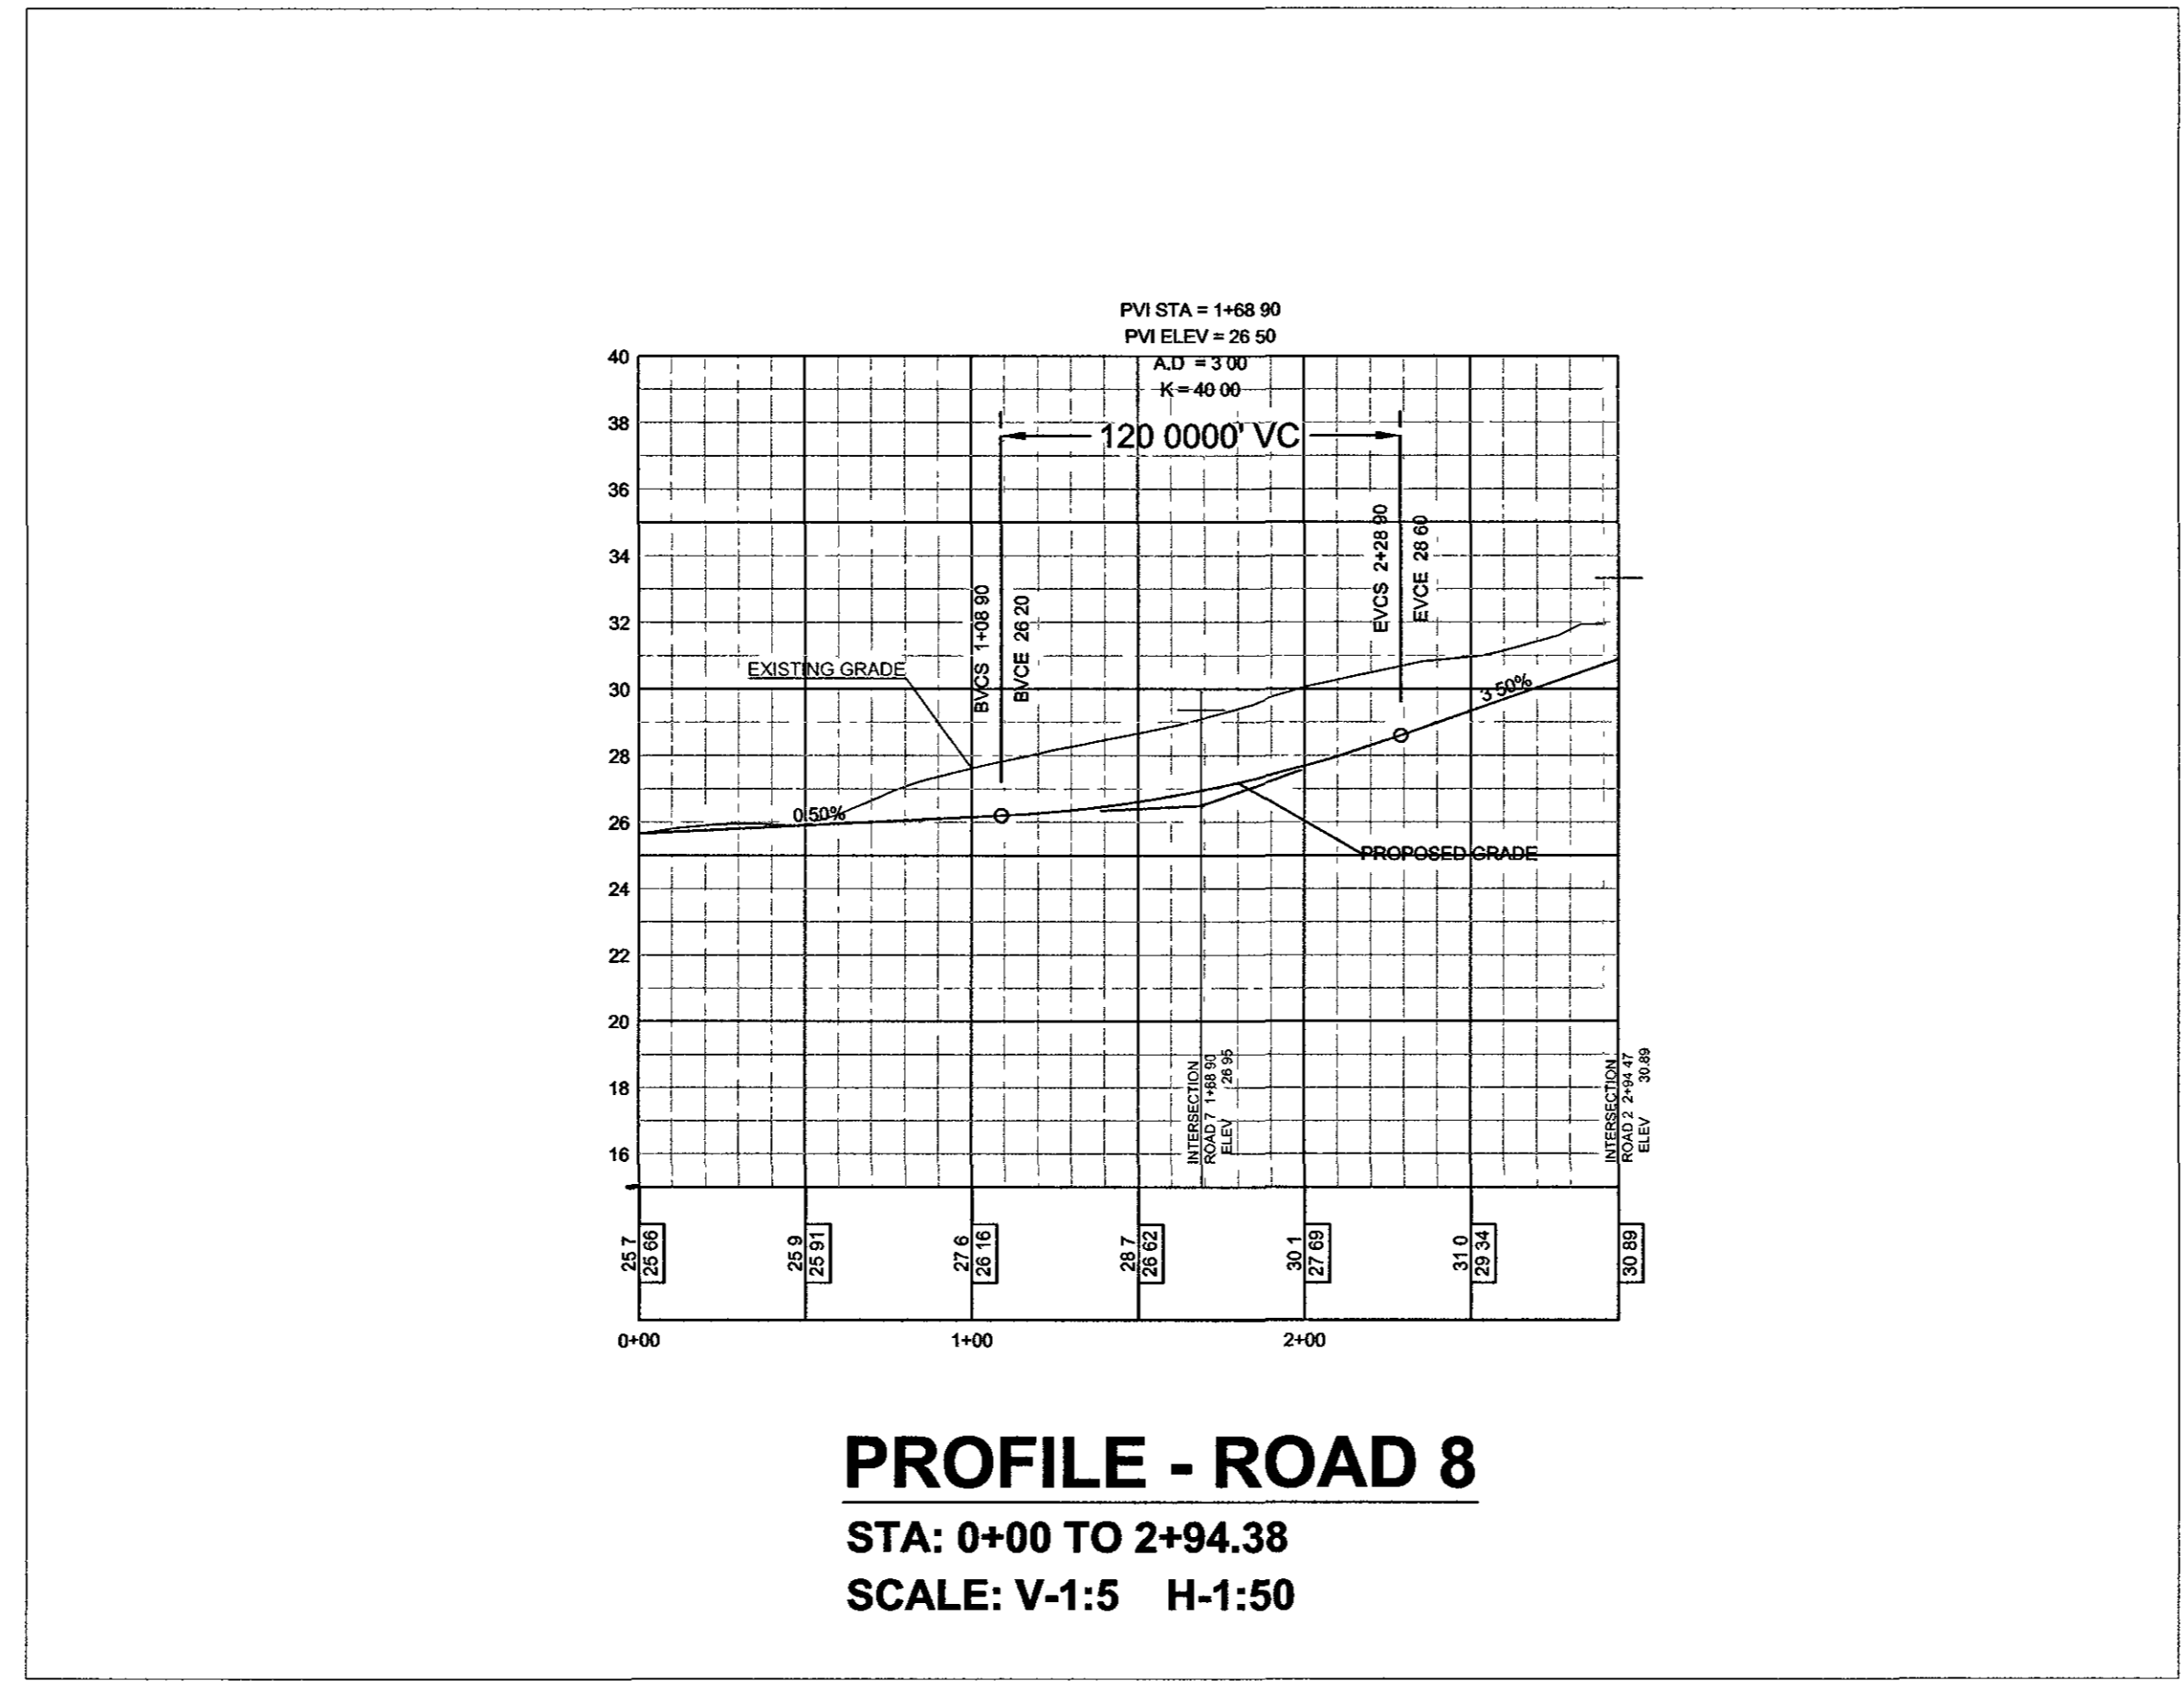 PVI STA = 1+68 90
PVI ELEV = 26 50
A.D = 3 00
K = 40 00
120 0000' VC
40
38
36
34
32
30
28
26
24
22
20
18
16
BVCS 1+08 90
BVCE 26 20
EVCS 2+28 90
EVCE 28 60
EXISTING GRADE
3 50%
0.50%
PROPOSED GRADE
INTERSECTION
ROAD 7 1+68 90
ELEV 26 95
INTERSECTION
ROAD 2 2+94 47
ELEV 30.89
25 7
25 66
25 9
25 91
27 6
26 16
28 7
26 62
30 1
27 69
31 0
29 34
30 89
0+00 1+00 2+00
PROFILE - ROAD 8
STA: 0+00 TO 2+94.38
SCALE: V-1:5 H-1:50